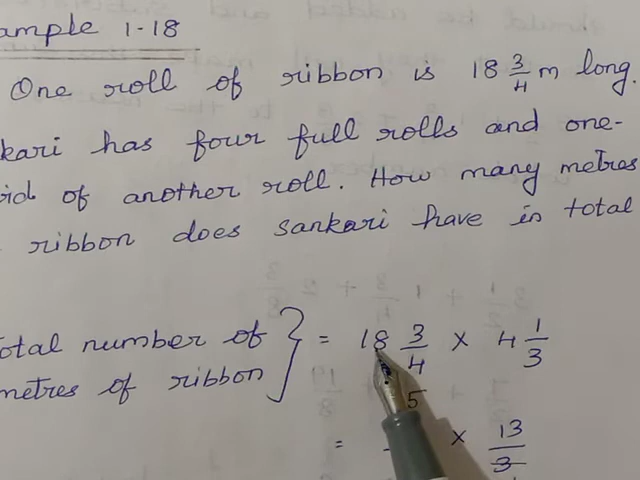 ample 1-18
One roll of ribbon is 18 3/4 m long.
kari has four full rolls and one-
of another roll. How many metres
ribbon does Sankari have in total
otal number of
metres of ribbon } = 18 3/4 × 4 1/3
5
= × 13/3